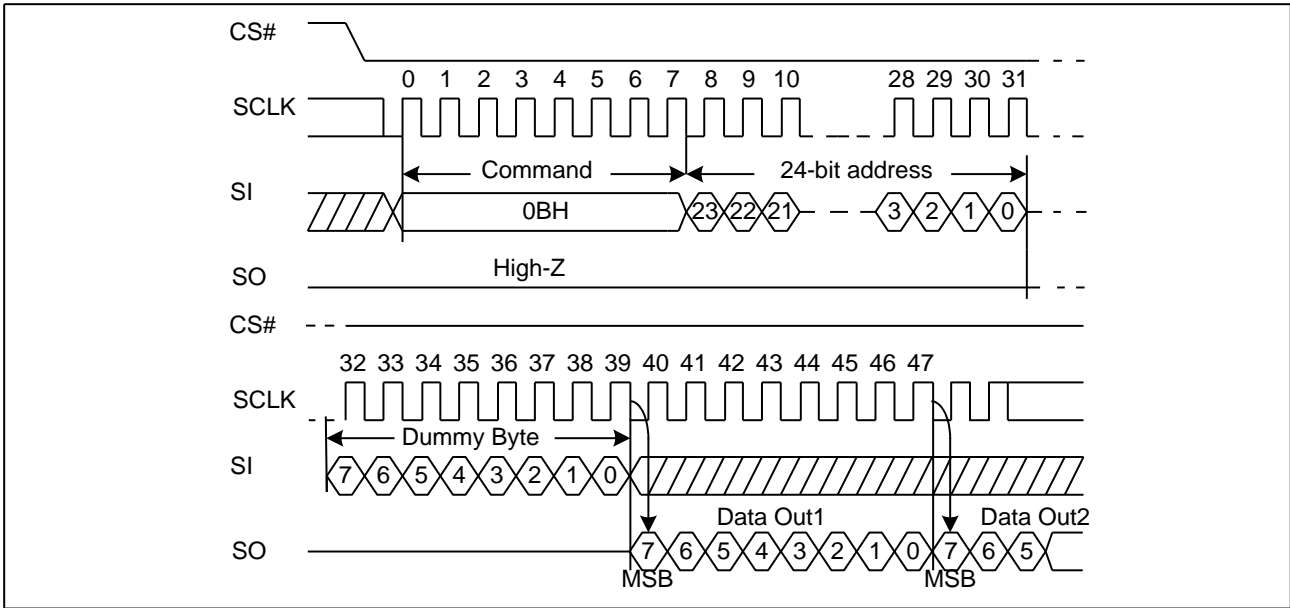 CS#
0 1 2 3 4 5 6 7 8 9 10 28 29 30 31
SCLK
Command 24-bit address
SI
0BH 23 22 21 3 2 1 0
High-Z
SO
CS#
32 33 34 35 36 37 38 39 40 41 42 43 44 45 46 47
SCLK
Dummy Byte
SI
7 6 5 4 3 2 1 0
Data Out1 Data Out2
SO
7 6 5 4 3 2 1 0 7 6 5
MSB MSB